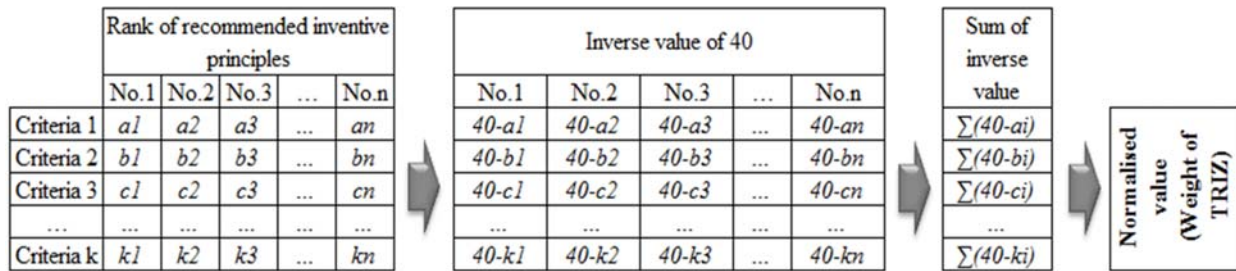 Rank of recommended inventive
principles
Inverse value of 40
Sum of
inverse
value
No.1 No.2 No.3 ... No.n No.1 No.2 No.3 ... No.n
Criteria 1 a1 a2 a3 ... an 40-a1 40-a2 40-a3 ... 40-an ∑(40-ai)
Criteria 2 b1 b2 b3 ... bn 40-b1 40-b2 40-b3 ... 40-bn ∑(40-bi)
Criteria 3 c1 c2 c3 ... cn 40-c1 40-c2 40-c3 ... 40-cn ∑(40-ci)
... ... ... ... ... ... ... ... ... ... ... ...
Criteria k k1 k2 k3 ... kn 40-k1 40-k2 40-k3 ... 40-kn ∑(40-ki)
Normalised
value
(Weight of
TRIZ)